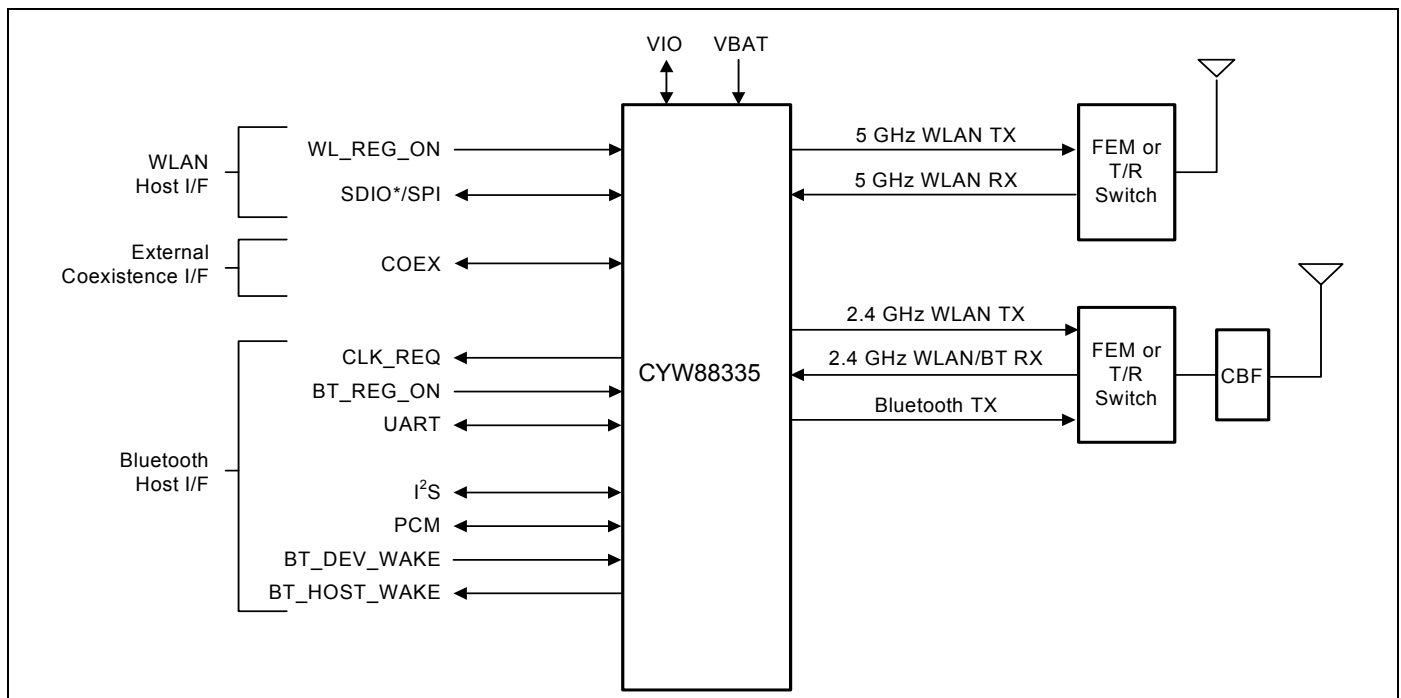 VIO
VBAT
WLAN
Host I/F
WL_REG_ON
SDIO*/SPI
External
Coexistence I/F
COEX
Bluetooth
Host I/F
CLK_REQ
BT_REG_ON
UART
I²S
PCM
BT_DEV_WAKE
BT_HOST_WAKE
CYW88335
5 GHz WLAN TX
5 GHz WLAN RX
FEM or
T/R
Switch
2.4 GHz WLAN TX
2.4 GHz WLAN/BT RX
Bluetooth TX
FEM or
T/R
Switch
CBF